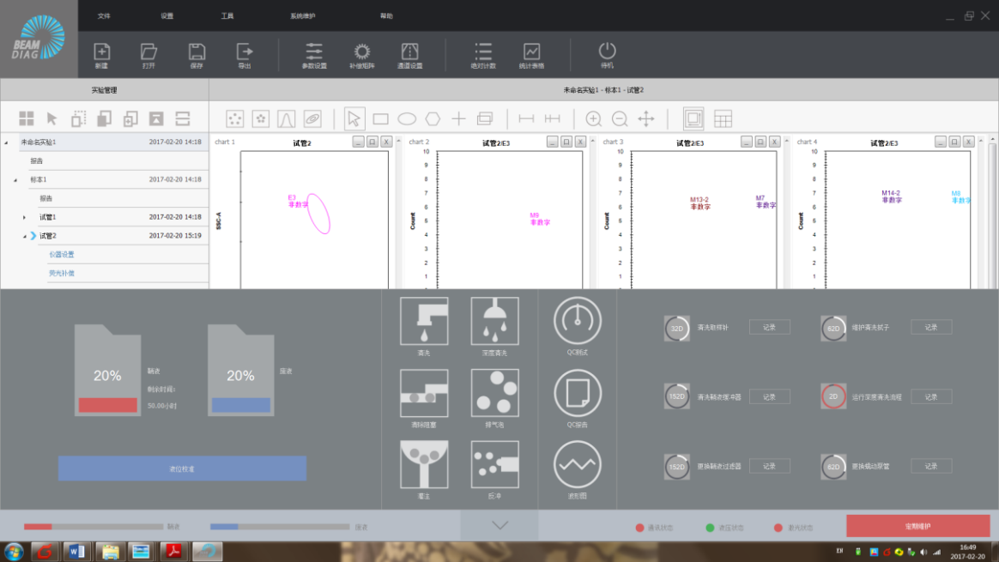 BEAM
DIAG
文件
设置
工具
系统维护
帮助
新建
打开
保存
导出
参数设置
补偿矩阵
通道设置
绝对计数
统计表格
待机
实验管理
未命名实验1 - 标本1 - 试管2
未命名实验1 2017-02-20 14:18
报告
标本1 2017-02-20 14:18
报告
试管1 2017-02-20 14:18
试管2 2017-02-20 15:19
仪器设置
荧光补偿
chart 1
试管2
X
SSC-A
E3
非数字
chart 2
试管2/E3
X
Count
10
9
8
7
6
5
4
3
2
1
0
M9
非数字
chart 3
试管2/E3
X
Count
10
9
8
7
6
5
4
3
2
1
0
M13-2
非数字
M7
非数字
chart 4
试管2/E3
X
Count
10
9
8
7
6
5
4
3
2
1
0
M14-2
非数字
M8
非数字
20%
鞘液
剩余时间:
50.00小时
20%
废液
液位校准
清洗
深度清洗
清除阻塞
排气泡
灌注
反冲
QC测试
QC报告
波形图
32D 清洗取样针 记录
62D 维护清洗拭子 记录
152D 清洗鞘液缓冲器 记录
2D 运行深度清洗流程 记录
152D 更换鞘液过滤器 记录
62D 更换蠕动泵管 记录
鞘液
废液
通讯状态
液压状态
激光状态
定期维护
EN
16:49
2017-02-20